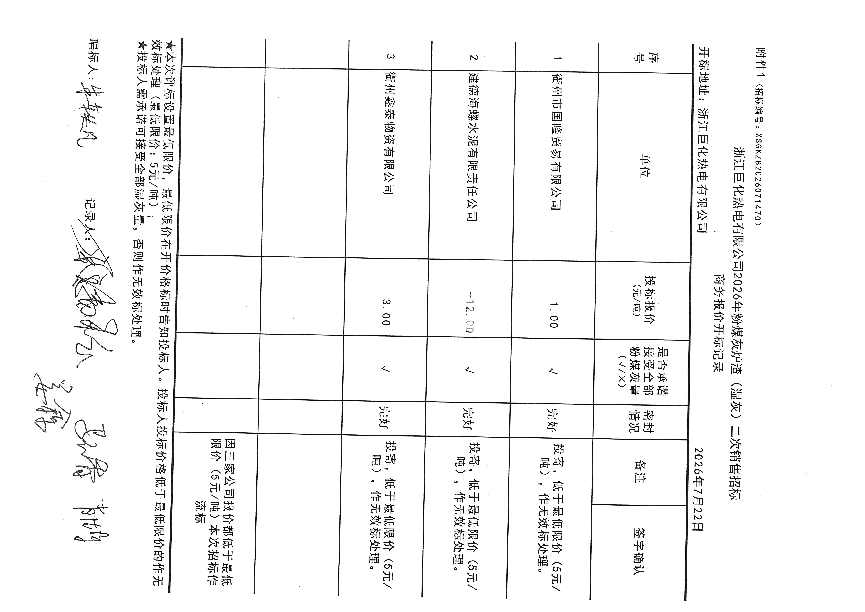 附件1（招标编号：XSGKZB20260714701）
浙江巨化热电有限公司2026年粉煤灰炉渣（湿灰）二次销售招标
商务报价开标记录
开标地址：浙江巨化热电有限公司 2026年7月22日
序号 单位 投标报价（元/吨） 是否承诺接受全部粉煤灰量（√/X） 密封情况 备注 签字确认
1 衢州市国隆贸易有限公司 1.00 √ 完好 投寄，低于最低限价（5元/吨），作无效标处理。
2 建德海螺水泥有限责任公司 -12.00 √ 完好 投寄，低于最低限价（5元/吨），作无效标处理。
3 衢州鑫泰物资有限公司 3.00 √ 完好 投寄，低于最低限价（5元/吨），作无效标处理。
因三家公司报价都低于最低限价（5元/吨）本次招标作流标
★本次评标设置最低限价，最低限价在开价格标时告知投标人。投标人投标价格低于最低限价的作无
效标处理（最低限价：5元/吨）；
★投标人需承诺可接受全部湿灰量，否则作无效标处理。
唱标人： 记录人：